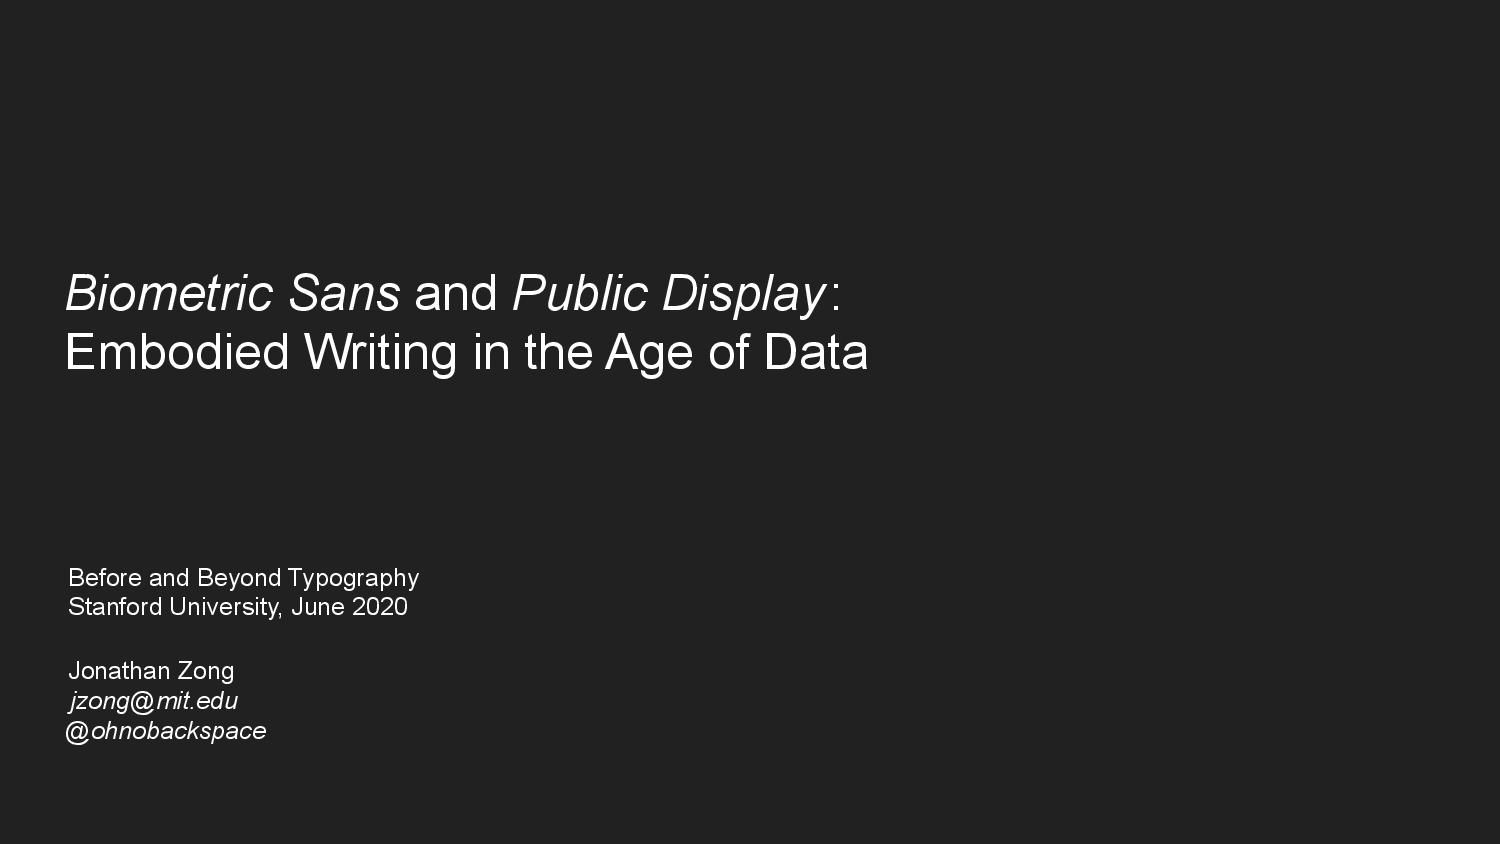 Biometric Sans and Public Display:
Embodied Writing in the Age of Data
Before and Beyond Typography
Stanford University, June 2020
Jonathan Zong
jzong@mit.edu
@ohnobackspace